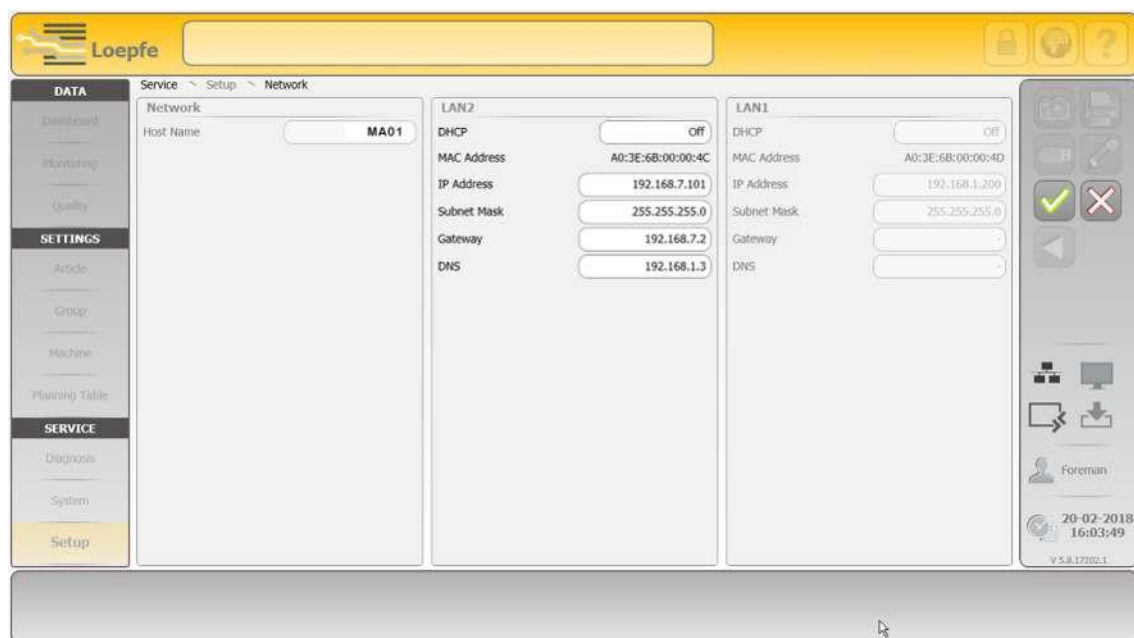 Loepfe
?
DATA
Dashboard
Monitoring
Quality
SETTINGS
Article
Group
Machine
Planning Table
SERVICE
Diagnosis
System
Setup
Service ~ Setup ~ Network
Network
Host Name MA01
LAN2
DHCP Off
MAC Address A0:3E:6B:00:00:4C
IP Address 192.168.7.101
Subnet Mask 255.255.255.0
Gateway 192.168.7.2
DNS 192.168.1.3
LAN1
DHCP Off
MAC Address A0:3E:6B:00:00:4D
IP Address 192.168.1.200
Subnet Mask 255.255.255.0
Gateway -
DNS -
Foreman
20-02-2018
16:03:49
V 5.8.17202.1